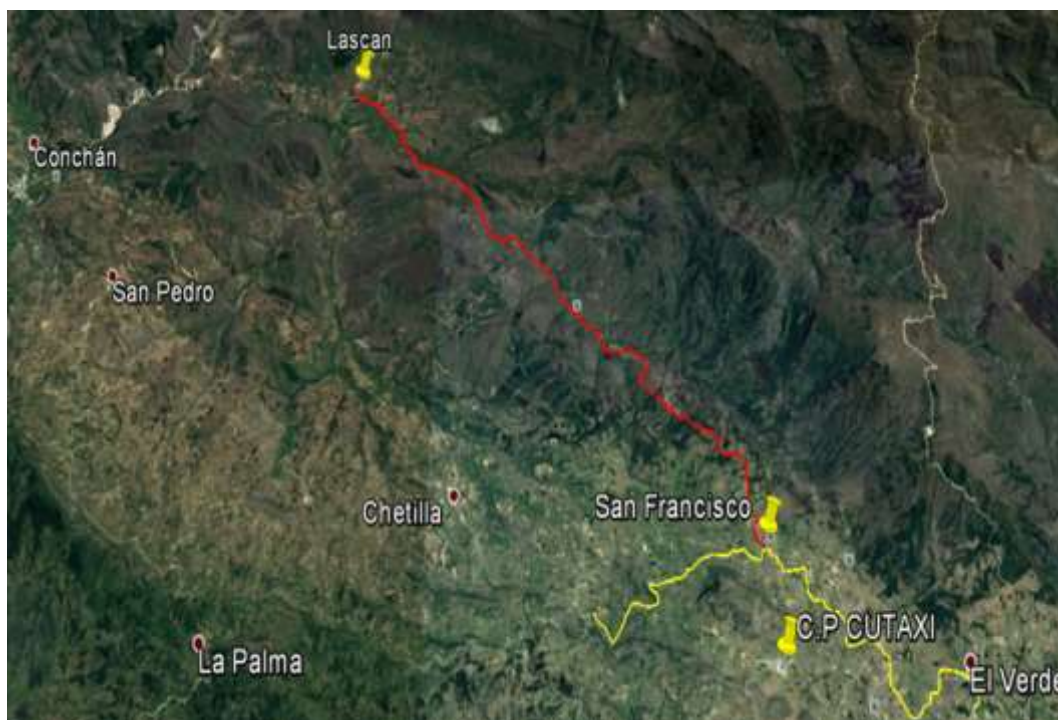 Lascan
Conchán
San Pedro
Chetilla
San Francisco
C.P CUTAXI
La Palma
El Verde